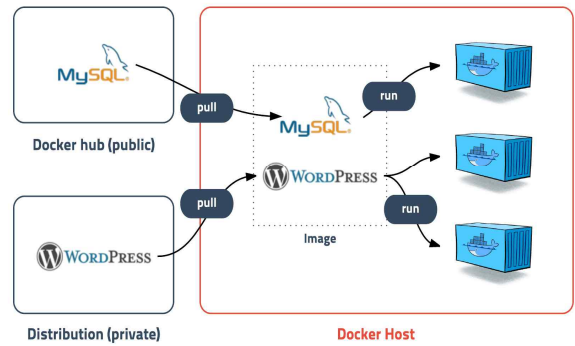 MySQL®
Docker hub (public)
pull
MySQL®
run
WORDPRESS
pull
run
Image
WORDPRESS
Distribution (private)
Docker Host